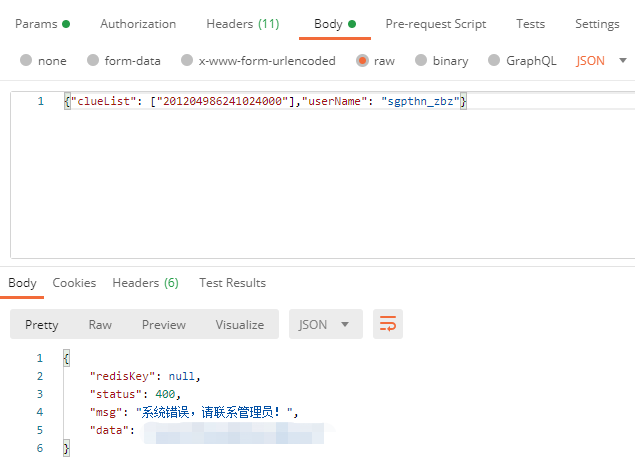 Params Authorization Headers (11) Body Pre-request Script Tests Settings
none form-data x-www-form-urlencoded raw binary GraphQL JSON
1 {"clueList": ["201204986241024000"],"userName": "sgpthn_zbz"}
Body Cookies Headers (6) Test Results
Pretty Raw Preview Visualize JSON
1 {
2 "redisKey": null,
3 "status": 400,
4 "msg": "系统错误，请联系管理员！",
5 "data":
6 }